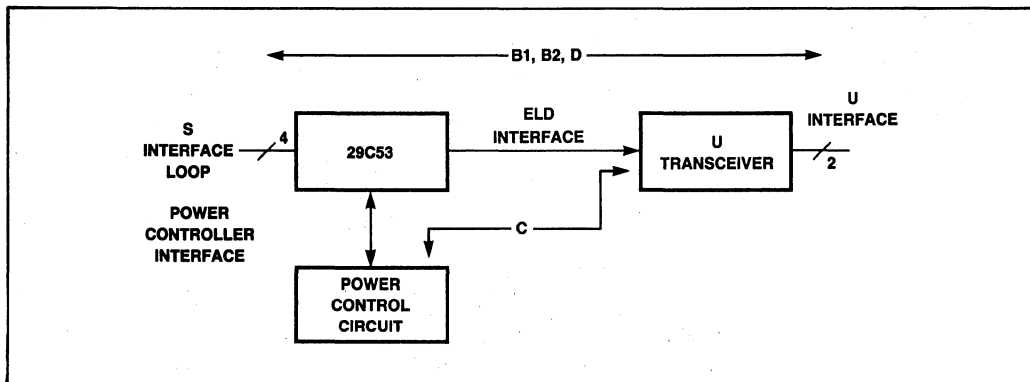 B1, B2, D
S
INTERFACE
LOOP
4
29C53
ELD
INTERFACE
U
TRANSCEIVER
U
INTERFACE
2
POWER
CONTROLLER
INTERFACE
C
POWER
CONTROL
CIRCUIT